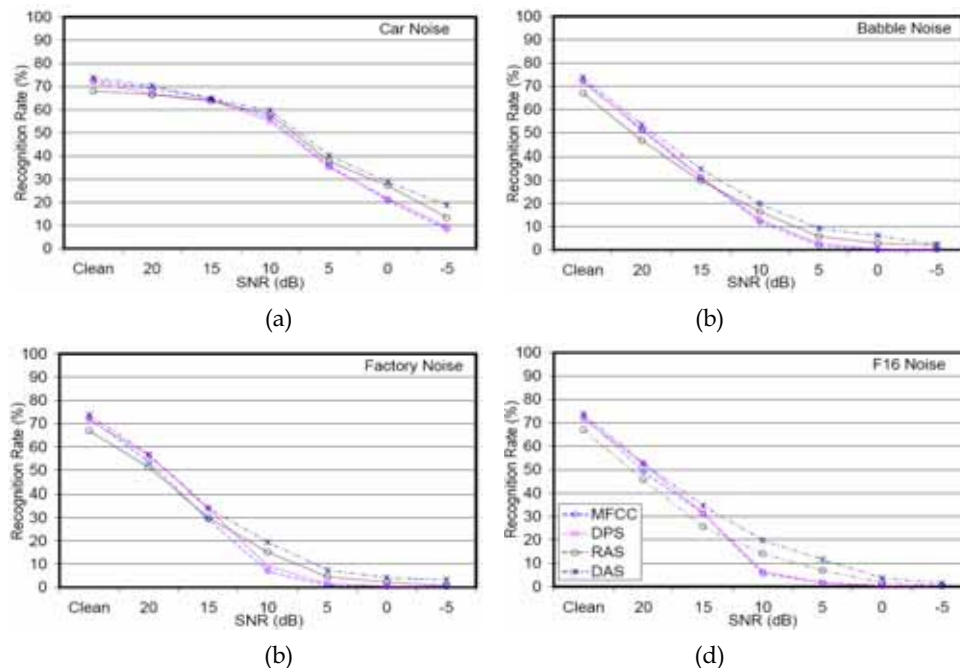 100
90
80
70
60
50
40
30
20
10
0
Recognition Rate (%)
Car Noise
Clean 20 15 10 5 0 -5
SNR (dB)
(a)
100
90
80
70
60
50
40
30
20
10
0
Recognition Rate (%)
Babble Noise
Clean 20 15 10 5 0 -5
SNR (dB)
(b)
100
90
80
70
60
50
40
30
20
10
0
Recognition Rate (%)
Factory Noise
Clean 20 15 10 5 0 -5
SNR (dB)
(b)
100
90
80
70
60
50
40
30
20
10
0
Recognition Rate (%)
F16 Noise
MFCC
DPS
RAS
DAS
Clean 20 15 10 5 0 -5
SNR (dB)
(d)